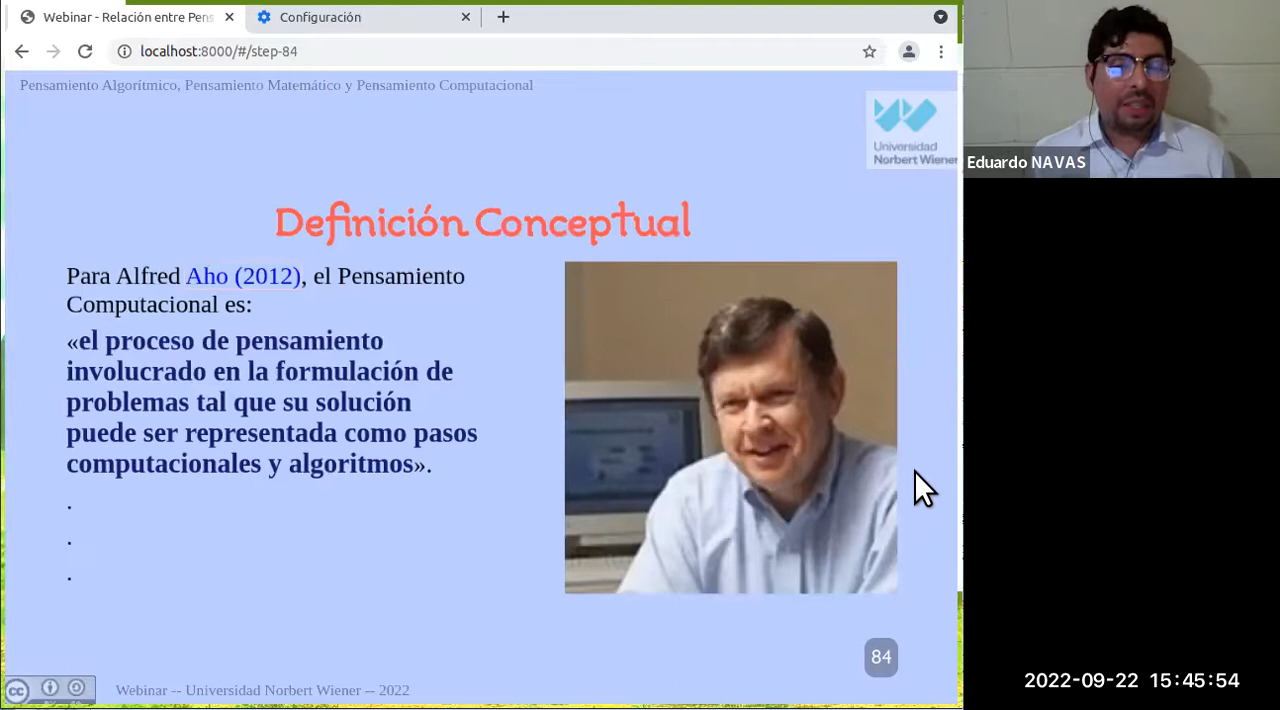 Webinar - Relación entre Pens
Configuración
localhost:8000/#/step-84
Pensamiento Algorítmico, Pensamiento Matemático y Pensamiento Computacional
Universidad
Norbert Wiener
Eduardo NAVAS
Definición Conceptual
Para Alfred Aho (2012), el Pensamiento
Computacional es:
«el proceso de pensamiento
involucrado en la formulación de
problemas tal que su solución
puede ser representada como pasos
computacionales y algoritmos».
.
.
.
84
cc
Webinar -- Universidad Norbert Wiener -- 2022
2022-09-22 15:45:54